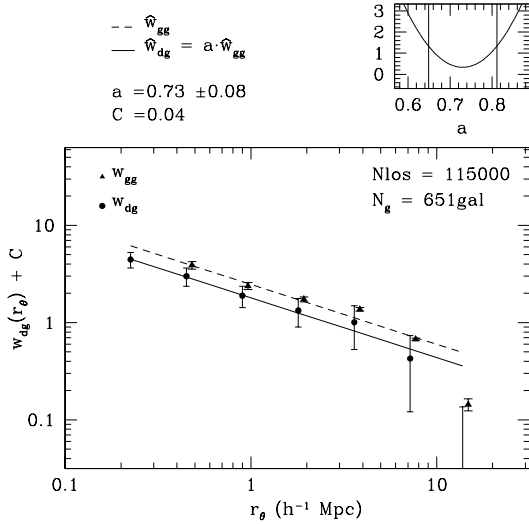 ŵgg
ŵdg = a·ŵgg
a =0.73 ±0.08
C =0.04
3
2
1
0
0.6 0.7 0.8
a
wgg
wdg
Nlos = 115000
Ng = 651gal
10
1
0.1
wdg(rθ) + C
0.1 1 10
rθ (h⁻¹ Mpc)